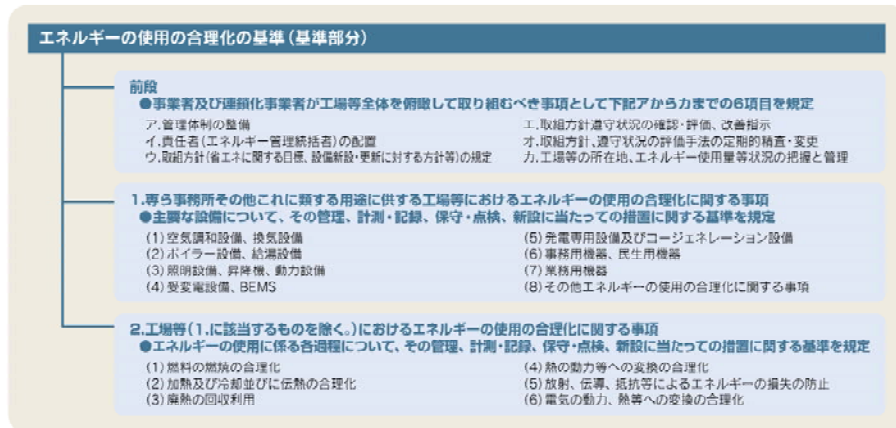 エネルギーの使用の合理化の基準（基準部分）
前段
●事業者及び連鎖化事業者が工場等全体を俯瞰して取り組むべき事項として下記アからカまでの6項目を規定
ア.管理体制の整備
イ.責任者（エネルギー管理統括者）の配置
ウ.取組方針（省エネに関する目標、設備新設・更新に対する方針等）の規定
エ.取組方針遵守状況の確認・評価、改善指示
オ.取組方針、遵守状況の評価手法の定期的精査・変更
カ.工場等の所在地、エネルギー使用量等状況の把握と管理
1.専ら事務所その他これに類する用途に供する工場等におけるエネルギーの使用の合理化に関する事項
●主要な設備について、その管理、計測・記録、保守・点検、新設に当たっての措置に関する基準を規定
(1)空気調和設備、換気設備
(2)ボイラー設備、給湯設備
(3)照明設備、昇降機、動力設備
(4)受変電設備、BEMS
(5)発電専用設備及びコージェネレーション設備
(6)事務用機器、民生用機器
(7)業務用機器
(8)その他エネルギーの使用の合理化に関する事項
2.工場等（1.に該当するものを除く。）におけるエネルギーの使用の合理化に関する事項
●エネルギーの使用に係る各過程について、その管理、計測・記録、保守・点検、新設に当たっての措置に関する基準を規定
(1)燃料の燃焼の合理化
(2)加熱及び冷却並びに伝熱の合理化
(3)廃熱の回収利用
(4)熱の動力等への変換の合理化
(5)放射、伝導、抵抗等によるエネルギーの損失の防止
(6)電気の動力、熱等への変換の合理化